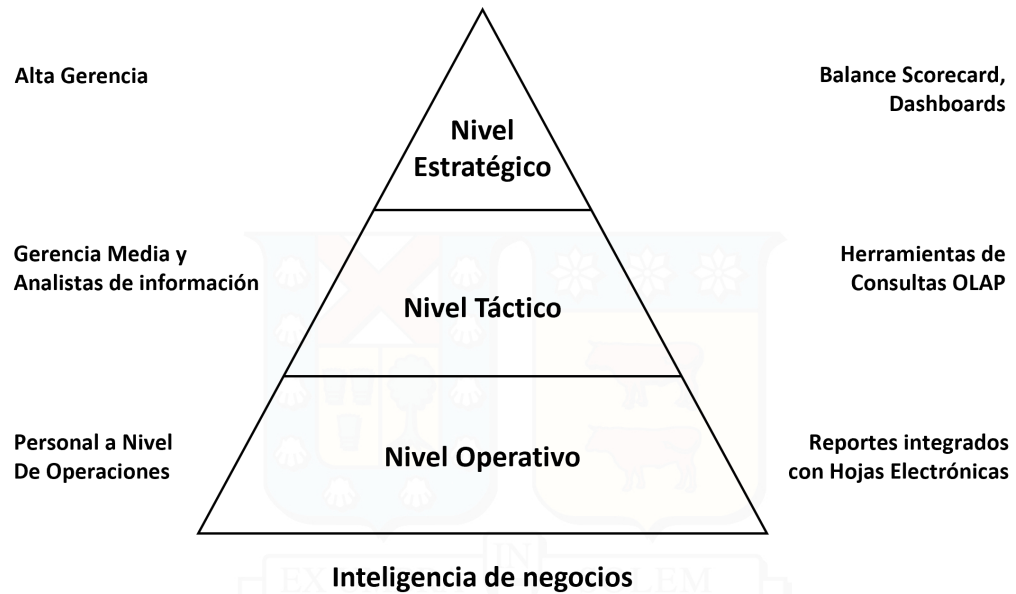 Alta Gerencia
Balance Scorecard,
Dashboards
Nivel
Estratégico
Gerencia Media y
Analistas de información
Herramientas de
Consultas OLAP
Nivel Táctico
Personal a Nivel
De Operaciones
Reportes integrados
con Hojas Electrónicas
Nivel Operativo
IN
Inteligencia de negocios